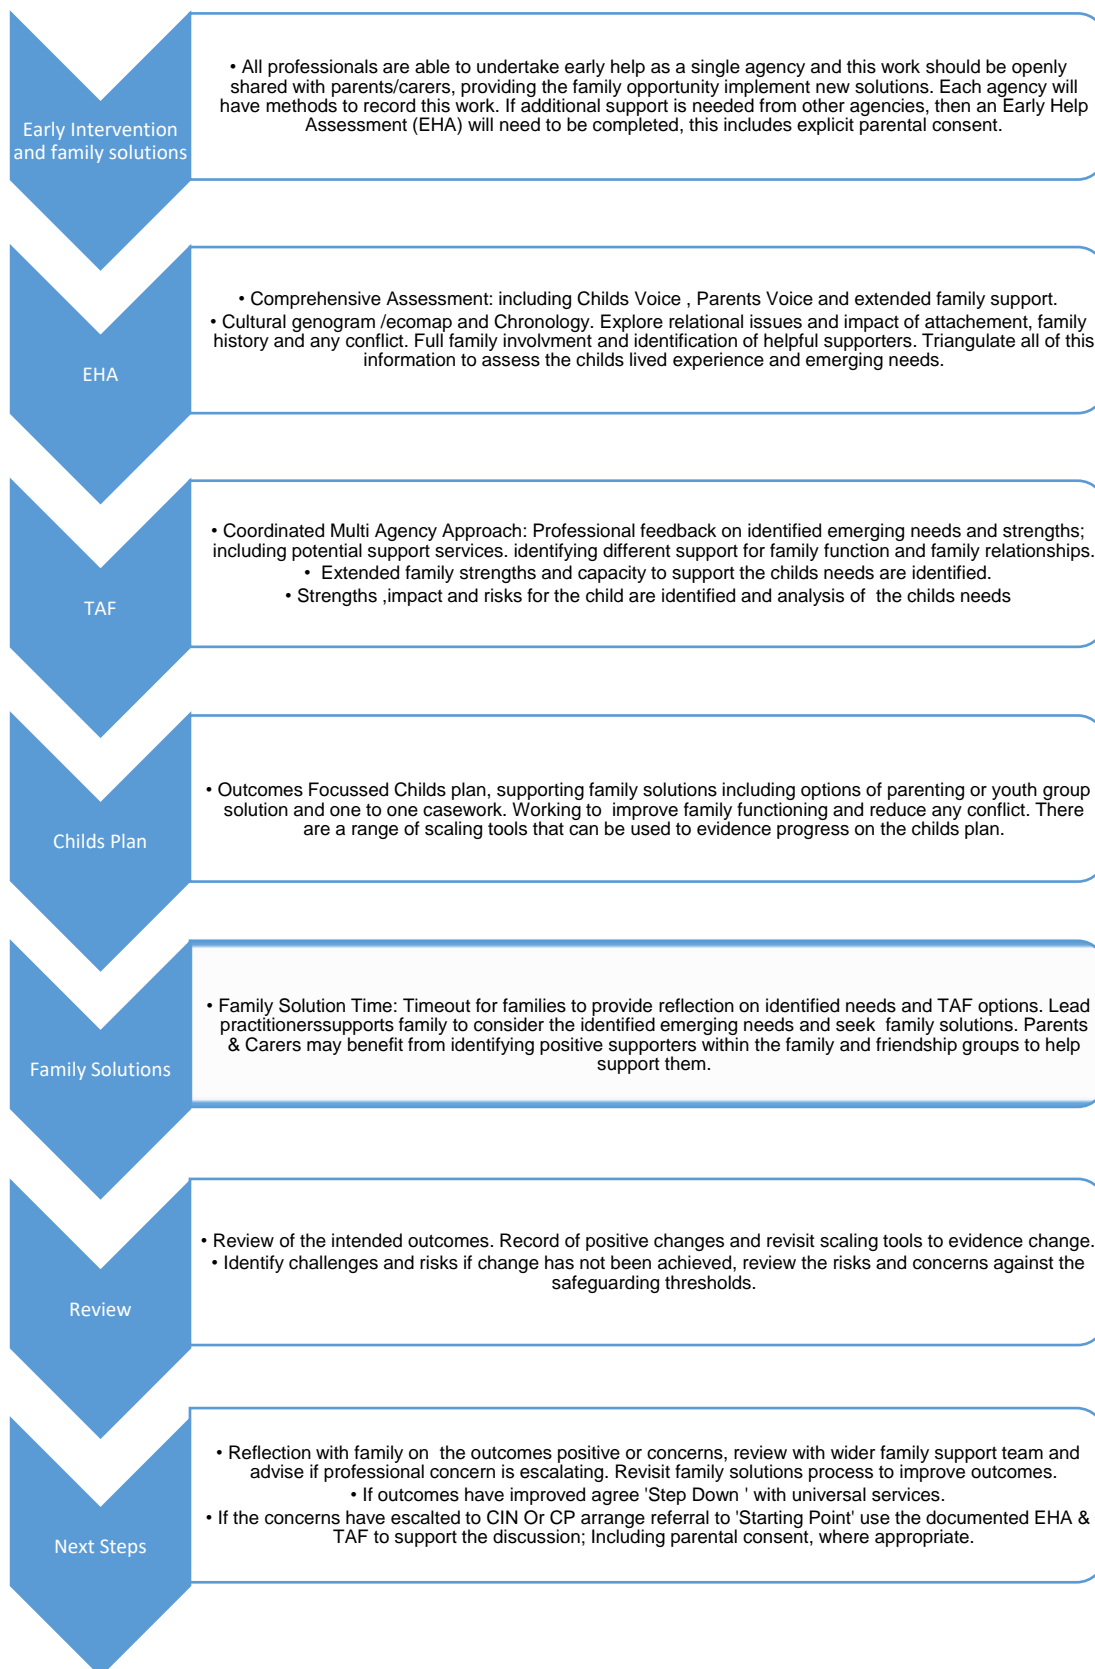 Early Intervention
and family solutions
• All professionals are able to undertake early help as a single agency and this work should be openly
shared with parents/carers, providing the family opportunity implement new solutions. Each agency will
have methods to record this work. If additional support is needed from other agencies, then an Early Help
Assessment (EHA) will need to be completed, this includes explicit parental consent.
EHA
• Comprehensive Assessment: including Childs Voice , Parents Voice and extended family support.
• Cultural genogram /ecomap and Chronology. Explore relational issues and impact of attachement, family
history and any conflict. Full family involvment and identification of helpful supporters. Triangulate all of this
information to assess the childs lived experience and emerging needs.
TAF
• Coordinated Multi Agency Approach: Professional feedback on identified emerging needs and strengths;
including potential support services. identifying different support for family function and family relationships.
• Extended family strengths and capacity to support the childs needs are identified.
• Strengths ,impact and risks for the child are identified and analysis of the childs needs
Childs Plan
• Outcomes Focussed Childs plan, supporting family solutions including options of parenting or youth group
solution and one to one casework. Working to improve family functioning and reduce any conflict. There
are a range of scaling tools that can be used to evidence progress on the childs plan.
Family Solutions
• Family Solution Time: Timeout for families to provide reflection on identified needs and TAF options. Lead
practitionerssupports family to consider the identified emerging needs and seek family solutions. Parents
& Carers may benefit from identifying positive supporters within the family and friendship groups to help
support them.
Review
• Review of the intended outcomes. Record of positive changes and revisit scaling tools to evidence change.
• Identify challenges and risks if change has not been achieved, review the risks and concerns against the
safeguarding thresholds.
Next Steps
• Reflection with family on the outcomes positive or concerns, review with wider family support team and
advise if professional concern is escalating. Revisit family solutions process to improve outcomes.
• If outcomes have improved agree 'Step Down ' with universal services.
• If the concerns have escalted to CIN Or CP arrange referral to 'Starting Point' use the documented EHA &
TAF to support the discussion; Including parental consent, where appropriate.